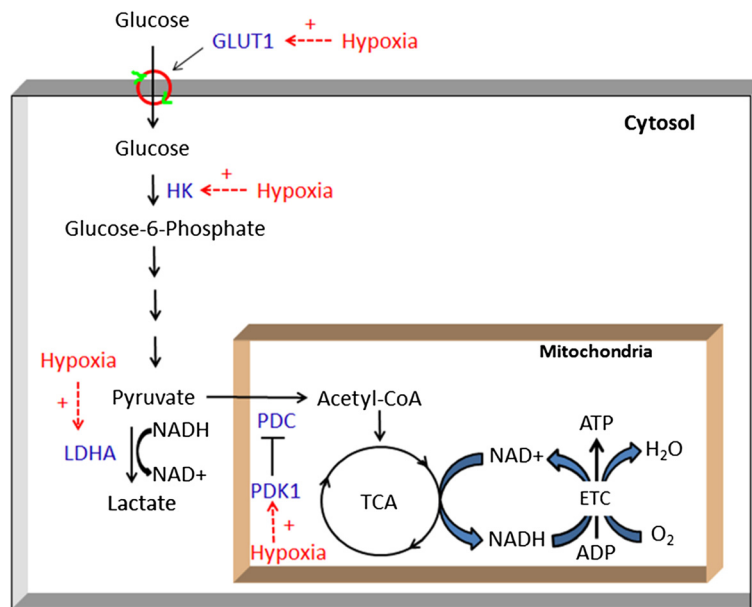 Glucose
GLUT1
+
Hypoxia
Cytosol
Glucose
HK
+
Hypoxia
Glucose-6-Phosphate
Mitochondria
Hypoxia
+
Pyruvate
Acetyl-CoA
LDHA
NADH
NAD+
Lactate
PDC
PDK1
+
Hypoxia
TCA
NAD+
NADH
ATP
H₂O
ETC
ADP
O₂